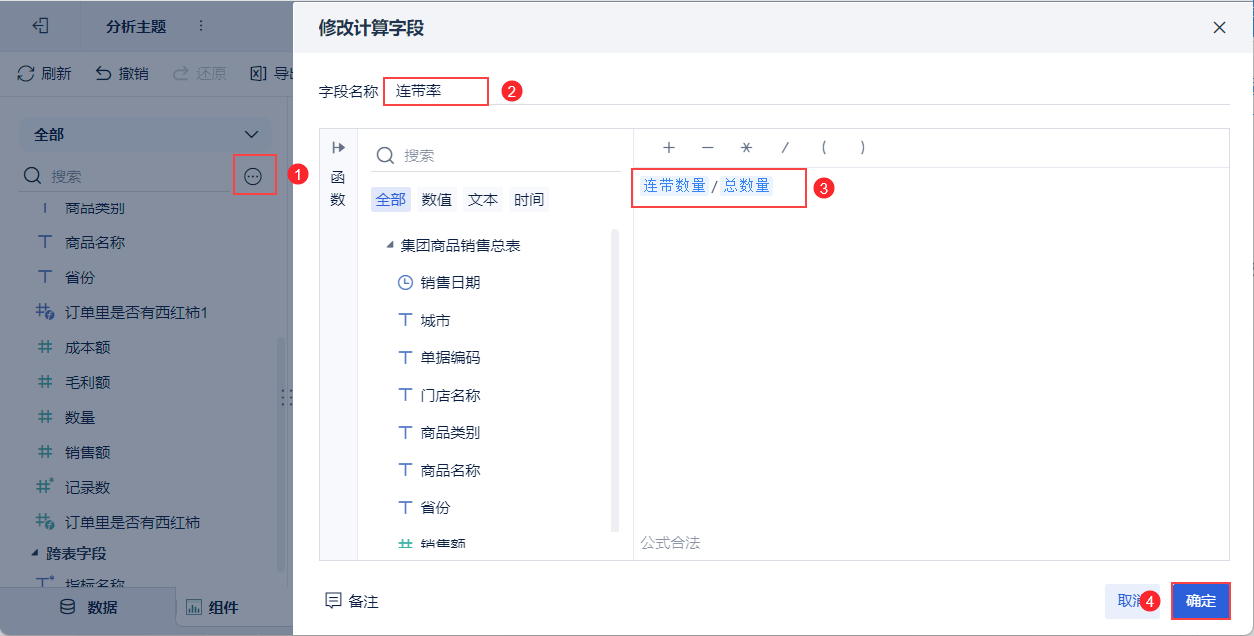 分析主题
刷新 撤销 还原 导出
全部
搜索
1
商品类别
商品名称
省份
订单里是否有西红柿1
成本额
毛利额
数量
销售额
记录数
订单里是否有西红柿
跨表字段
指标名称
数据 组件
修改计算字段
字段名称 连带率 2
函数
搜索
全部 数值 文本 时间
集团商品销售总表
销售日期
城市
单据编码
门店名称
商品类别
商品名称
省份
销售额
+ − * / ( )
连带数量 / 总数量 3
公式合法
备注
取消 4 确定